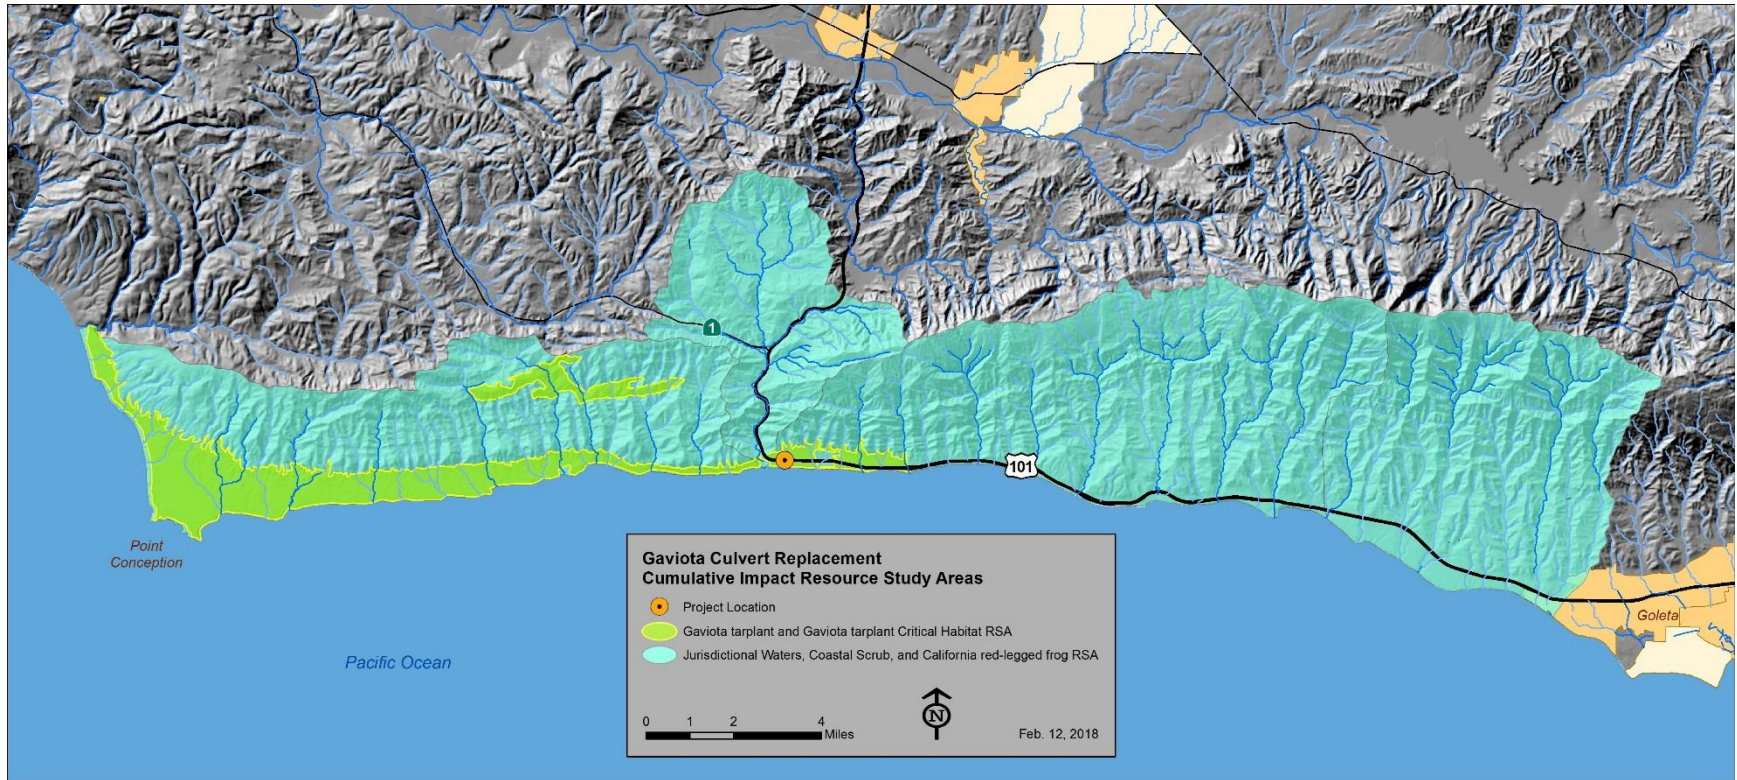 1
101
Point
Conception
Goleta
Pacific Ocean
Gaviota Culvert Replacement
Cumulative Impact Resource Study Areas
Project Location
Gaviota tarplant and Gaviota tarplant Critical Habitat RSA
Jurisdictional Waters, Coastal Scrub, and California red-legged frog RSA
0 1 2 4
Miles
N
Feb. 12, 2018